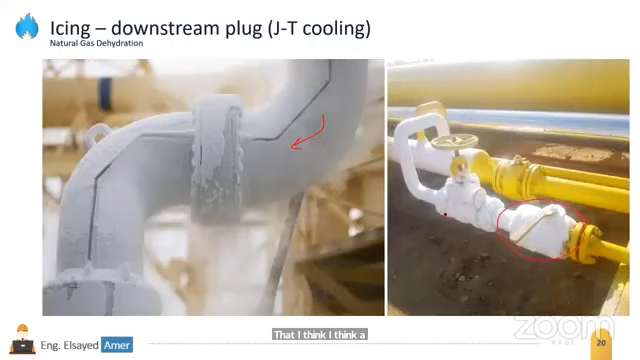 Icing – downstream plug (J-T cooling)
Natural Gas Dehydration
That I think I think a
Eng. Elsayed Amer
zoom
20